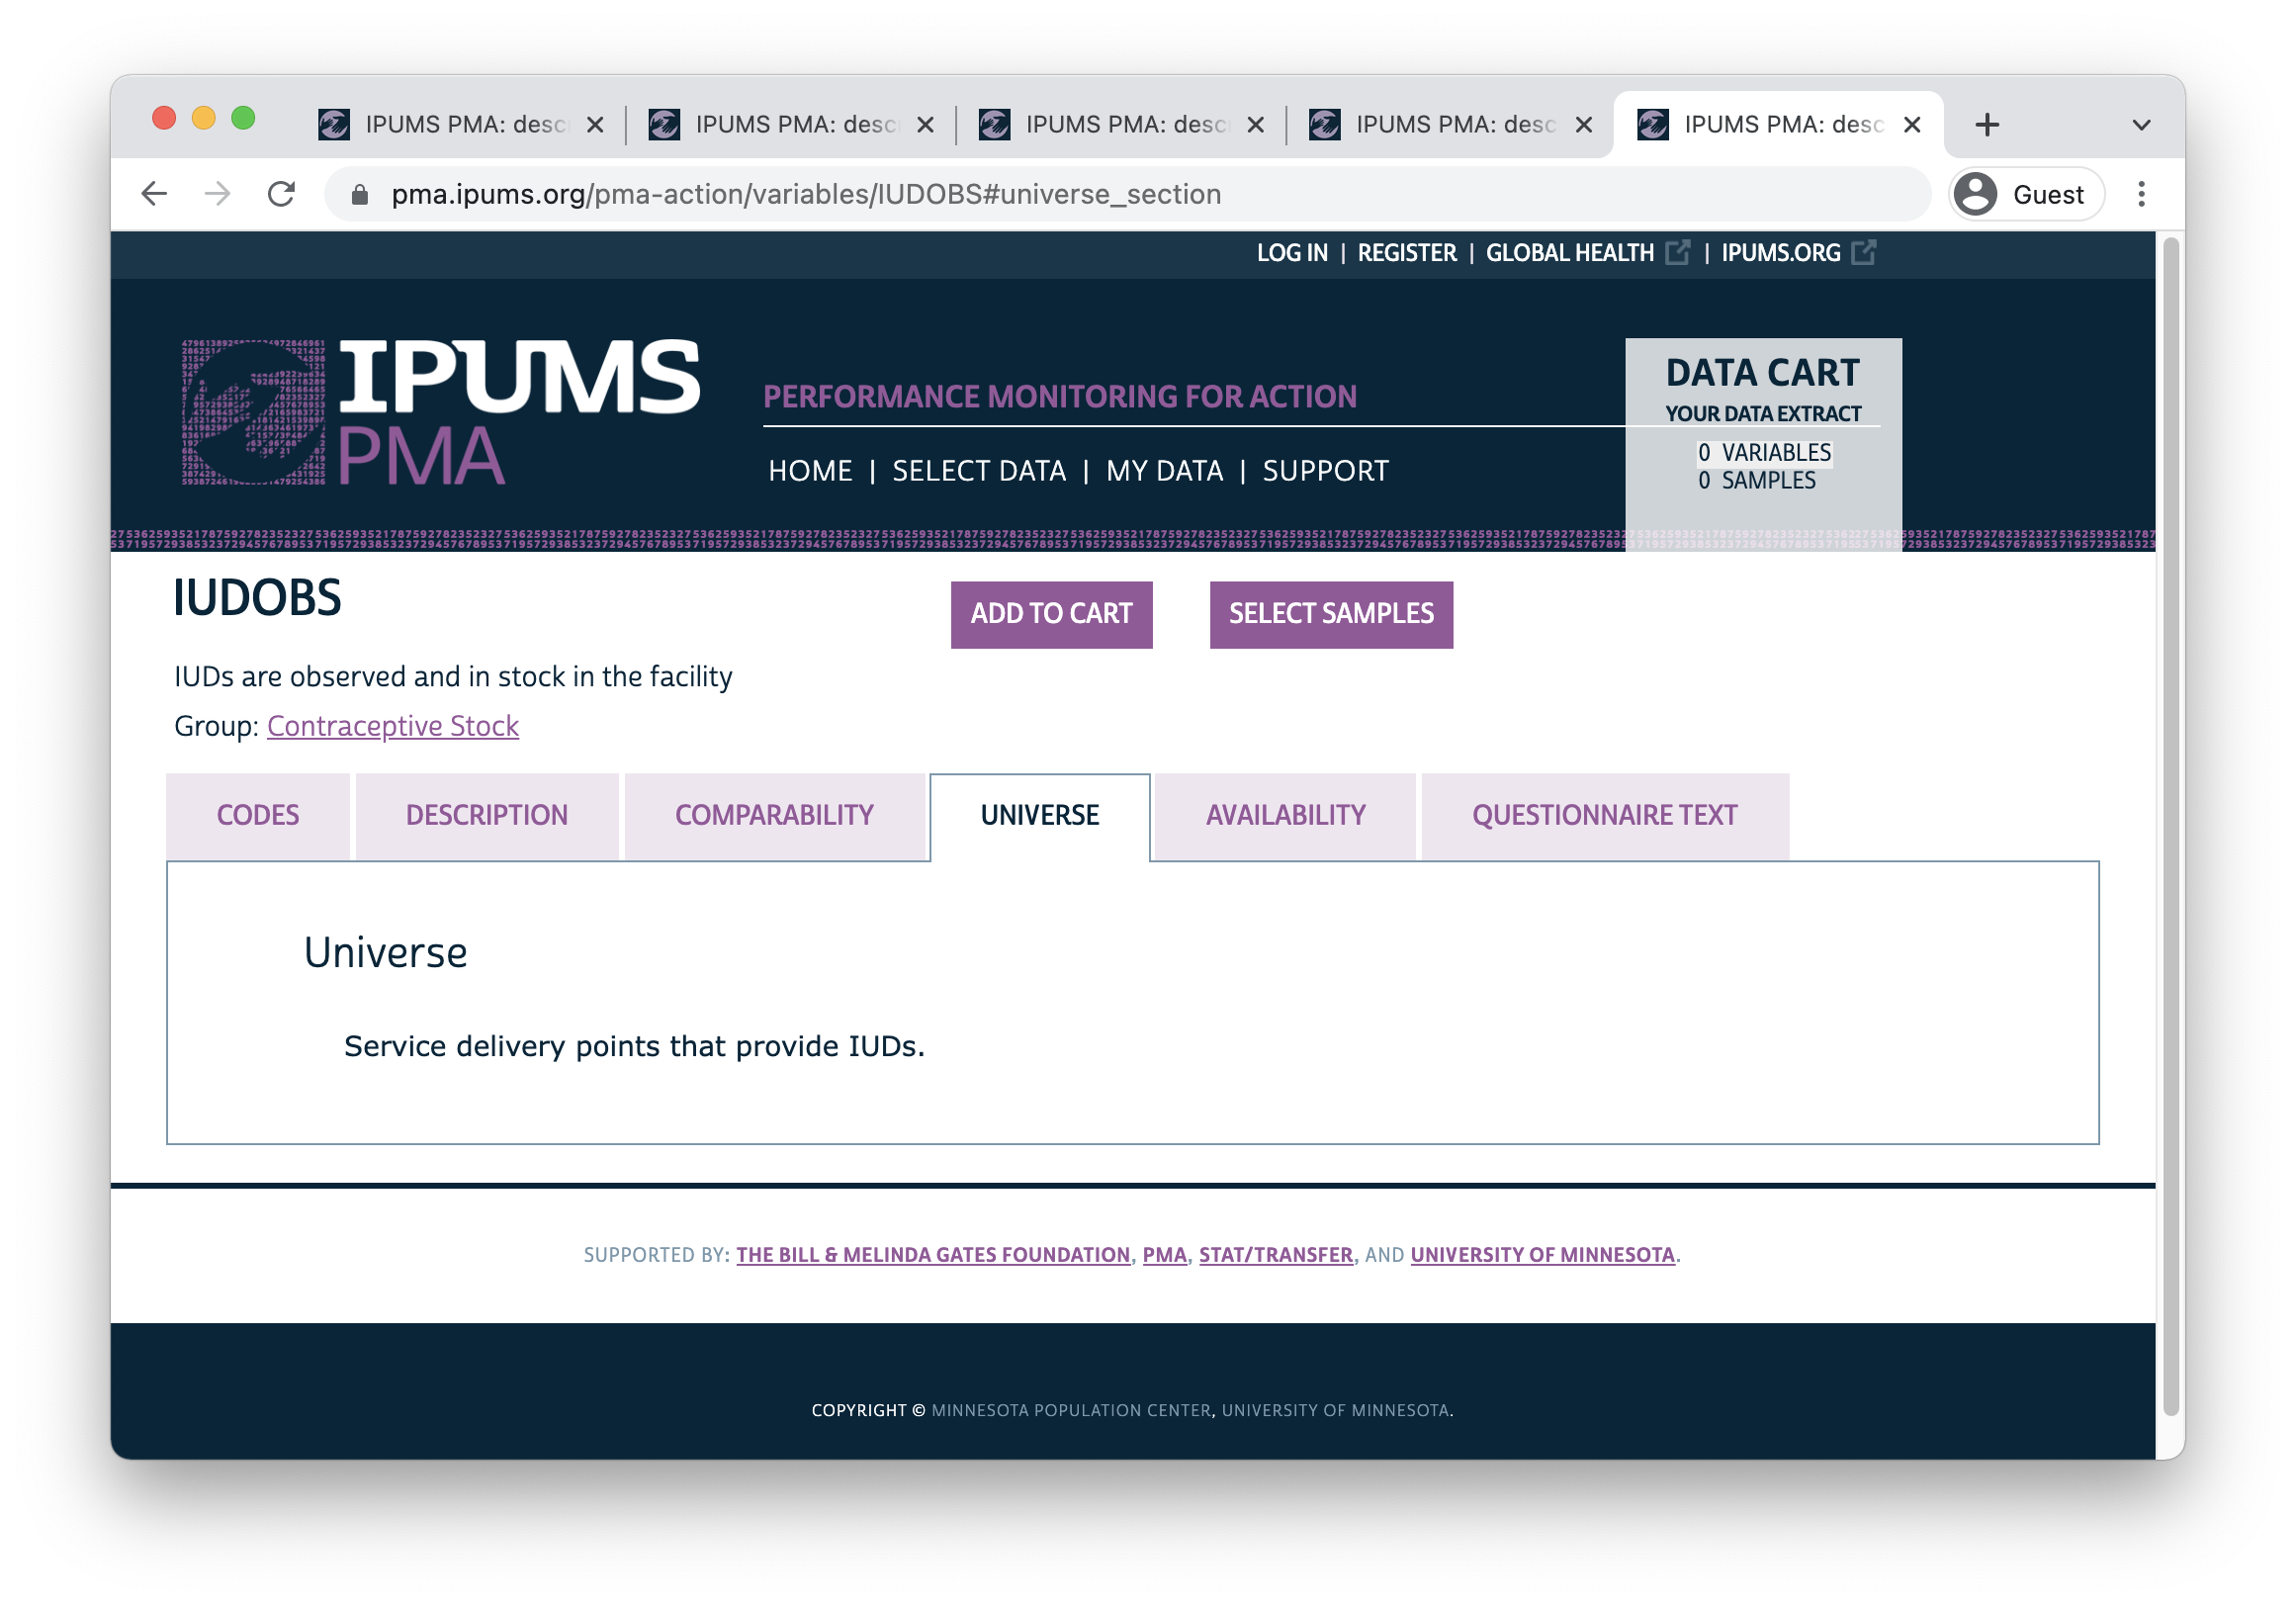 IPUMS PMA: desc
IPUMS PMA: desc
IPUMS PMA: desc
IPUMS PMA: desc
IPUMS PMA: desc
pma.ipums.org/pma-action/variables/IUDOBS#universe_section
Guest
LOG IN | REGISTER | GLOBAL HEALTH | IPUMS.ORG
IPUMS
PMA
PERFORMANCE MONITORING FOR ACTION
HOME | SELECT DATA | MY DATA | SUPPORT
DATA CART
YOUR DATA EXTRACT
0 VARIABLES
0 SAMPLES
IUDOBS
ADD TO CART
SELECT SAMPLES
IUDs are observed and in stock in the facility
Group: Contraceptive Stock
CODES
DESCRIPTION
COMPARABILITY
UNIVERSE
AVAILABILITY
QUESTIONNAIRE TEXT
Universe
Service delivery points that provide IUDs.
SUPPORTED BY: THE BILL & MELINDA GATES FOUNDATION, PMA, STAT/TRANSFER, AND UNIVERSITY OF MINNESOTA.
COPYRIGHT © MINNESOTA POPULATION CENTER, UNIVERSITY OF MINNESOTA.